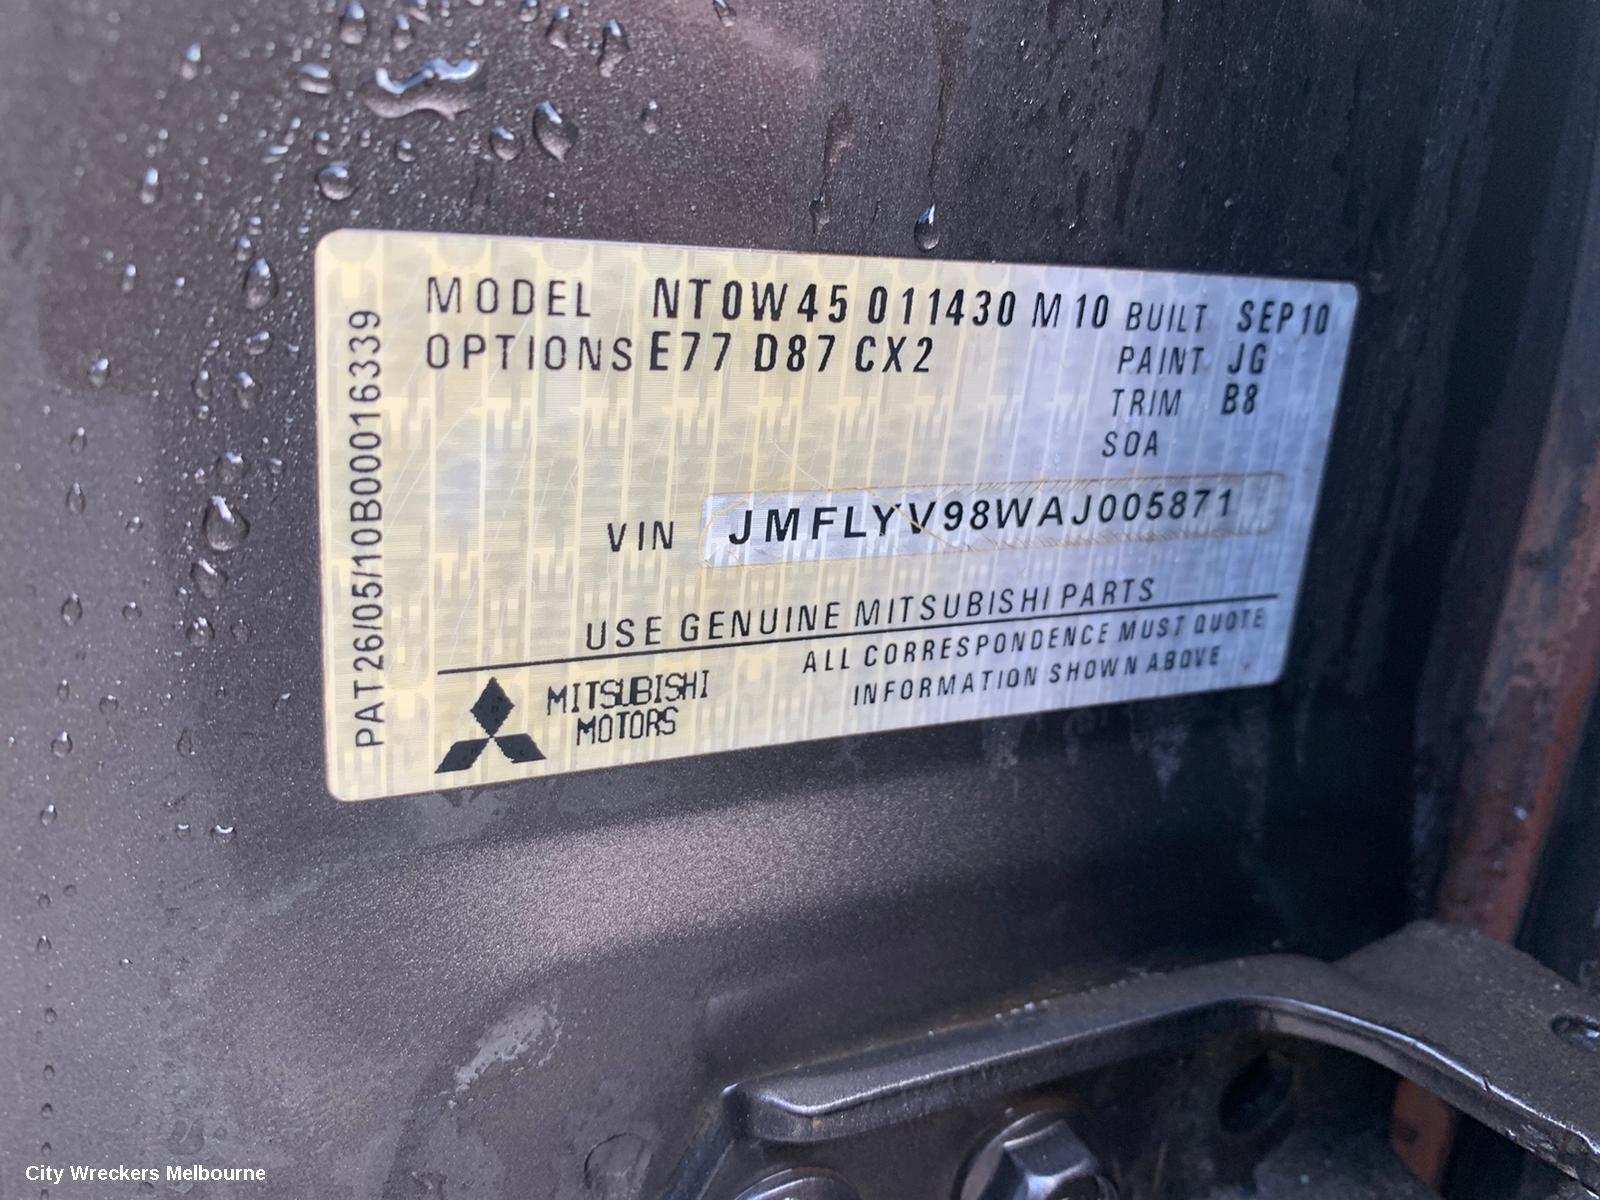 MODEL NT0W45 011430 M10 BUILT SEP10
OPTIONS E77 D87 CX2 PAINT JG
TRIM B8
SOA
VIN JMFLYV98WAJ005871
USE GENUINE MITSUBISHI PARTS
MITSUBISHI
MOTORS
ALL CORRESPONDENCE MUST QUOTE
INFORMATION SHOWN ABOVE
PAT26/05/10B00016339
City Wreckers Melbourne